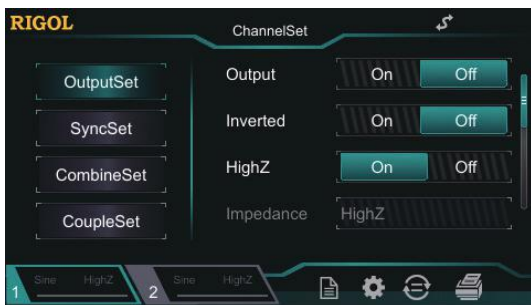 RIGOL
ChannelSet
OutputSet
Output
On
Off
SyncSet
Inverted
On
Off
CombineSet
HighZ
On
Off
CoupleSet
Impedance
HighZ
1
Sine
HighZ
2
Sine
HighZ